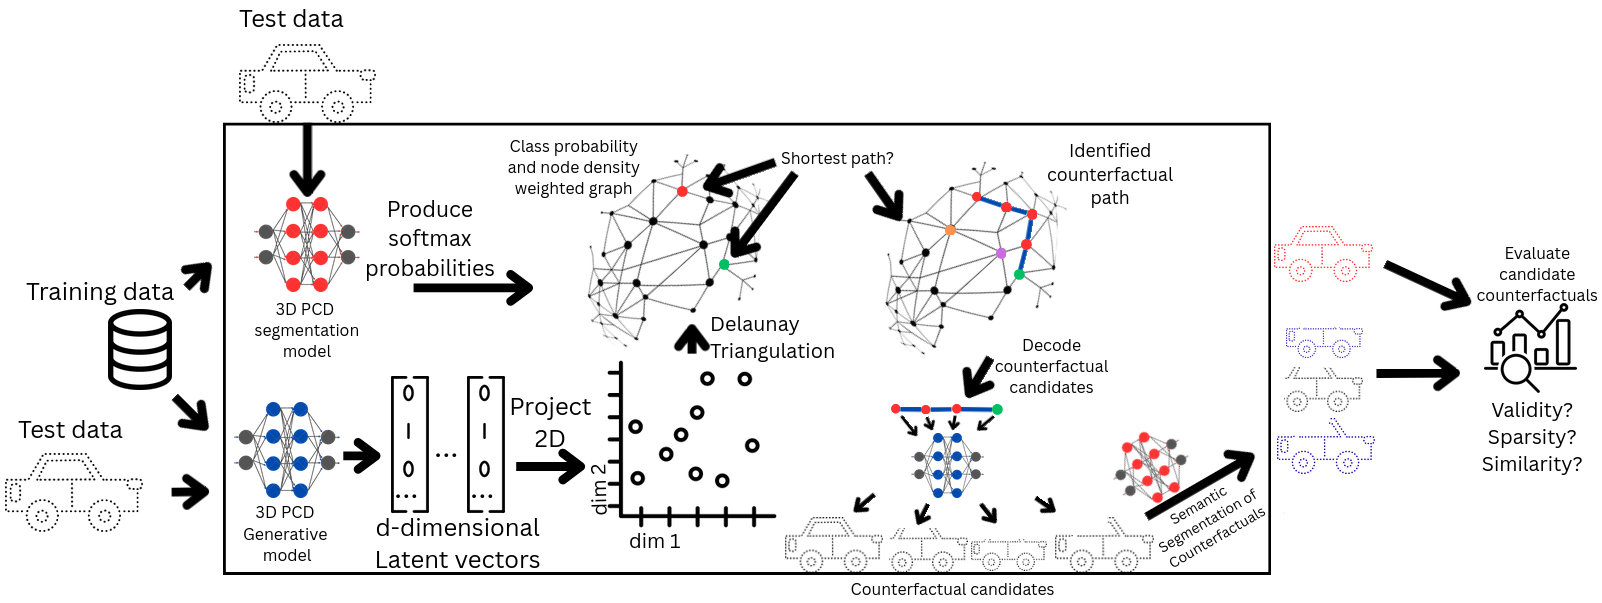 Test data
Class probability
and node density
weighted graph
Shortest path?
Identified
counterfactual
path
Produce
softmax
probabilities
Training data
3D PCD
segmentation
model
Evaluate
candidate
counterfactuals
Delaunay
Triangulation
Decode
counterfactual
candidates
Test data
3D PCD
Generative
model
0
I
0
...
...
0
I
0
...
d-dimensional
Latent vectors
Project
2D
dim 2
dim 1
Semantic
Segmentation of
Counterfactuals
Counterfactual candidates
Validity?
Sparsity?
Similarity?